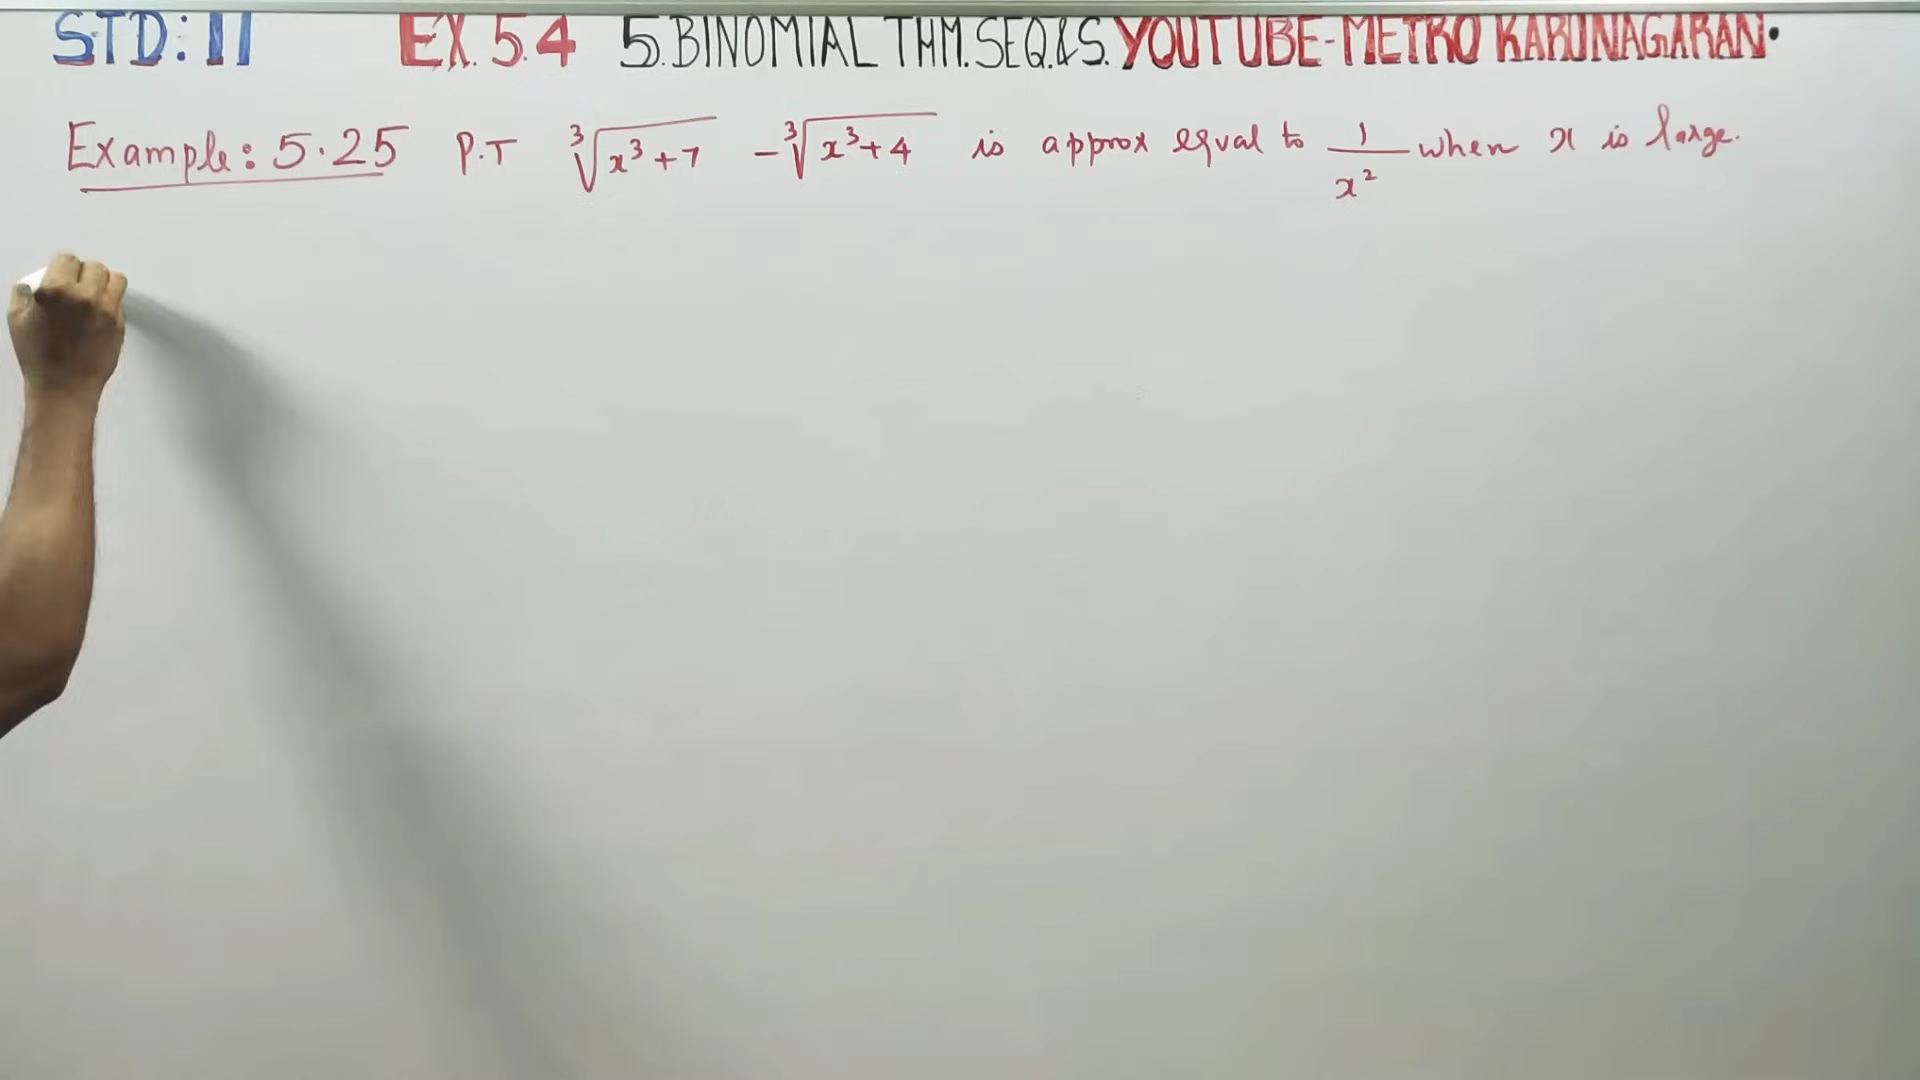 STD: 11 EX. 5.4 5.BINOMIAL THM.SEQ.&S. YOUTUBE-METRO KARUNAGARAN.
Example: 5.25 P.T ∛(x³+7) - ∛(x³+4) is approx equal to 1/x² when x is large.